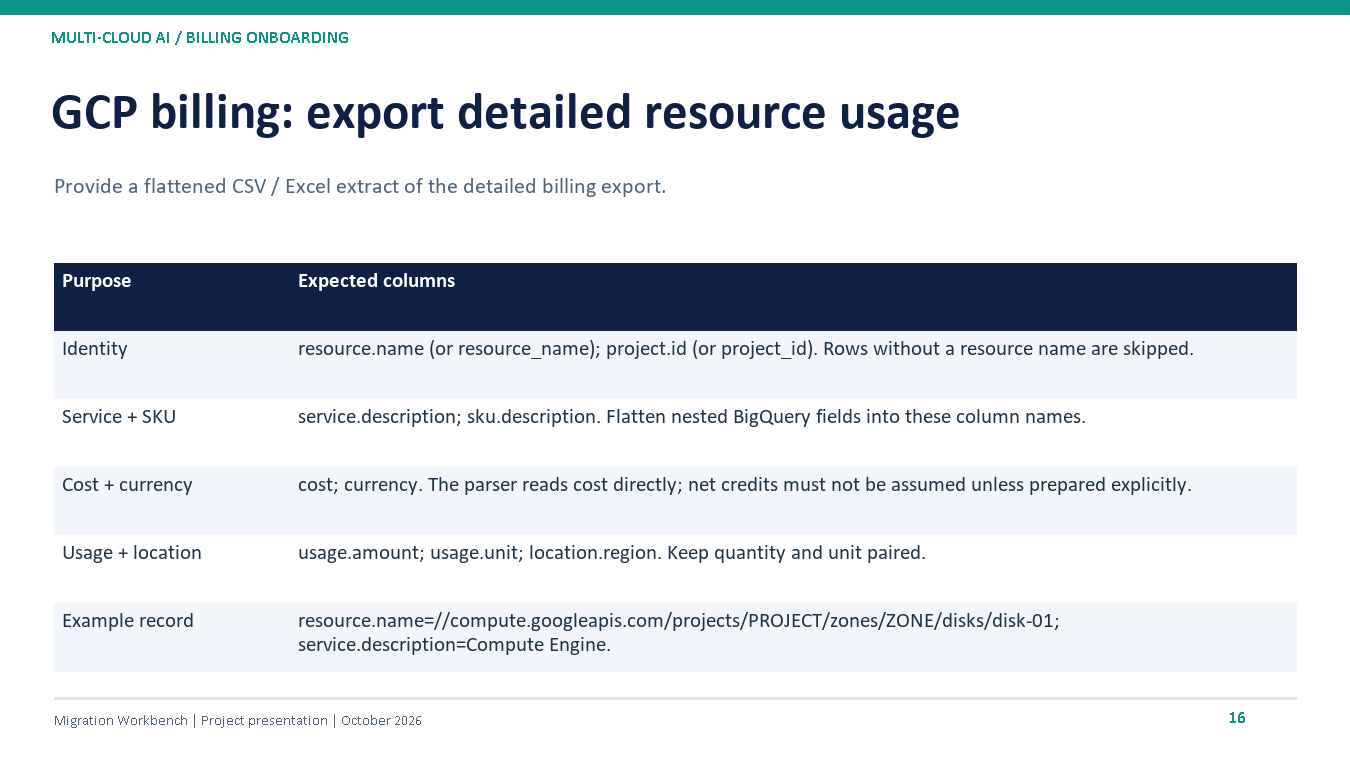 MULTI-CLOUD AI / BILLING ONBOARDING
GCP billing: export detailed resource usage
Provide a flattened CSV / Excel extract of the detailed billing export.
Purpose Expected columns
Identity resource.name (or resource_name); project.id (or project_id). Rows without a resource name are skipped.
Service + SKU service.description; sku.description. Flatten nested BigQuery fields into these column names.
Cost + currency cost; currency. The parser reads cost directly; net credits must not be assumed unless prepared explicitly.
Usage + location usage.amount; usage.unit; location.region. Keep quantity and unit paired.
Example record resource.name=//compute.googleapis.com/projects/PROJECT/zones/ZONE/disks/disk-01;
service.description=Compute Engine.
Migration Workbench | Project presentation | October 2026
16